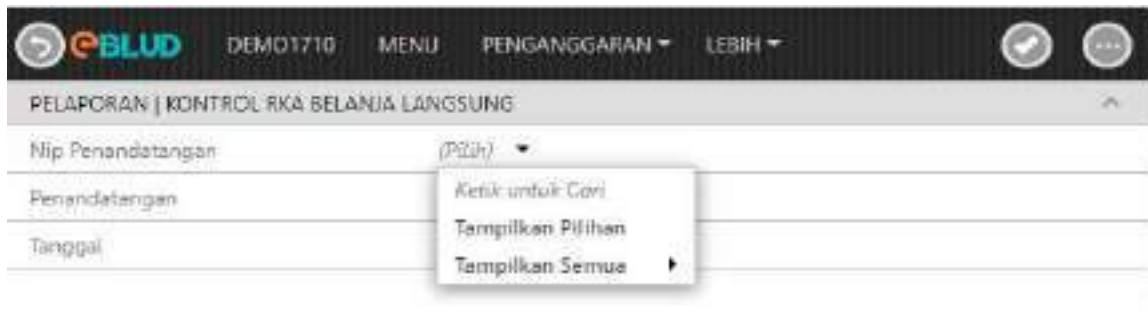 eBLUD DEMO1710 MENU PENGANGGARAN LEBIH
PELAPORAN | KONTROL RKA BELANJA LANGSUNG
Nip Penandatangan (Pilih)
Ketik untuk Cari
Penandatangan
Tampilkan Pilihan
Tanggal
Tampilkan Semua